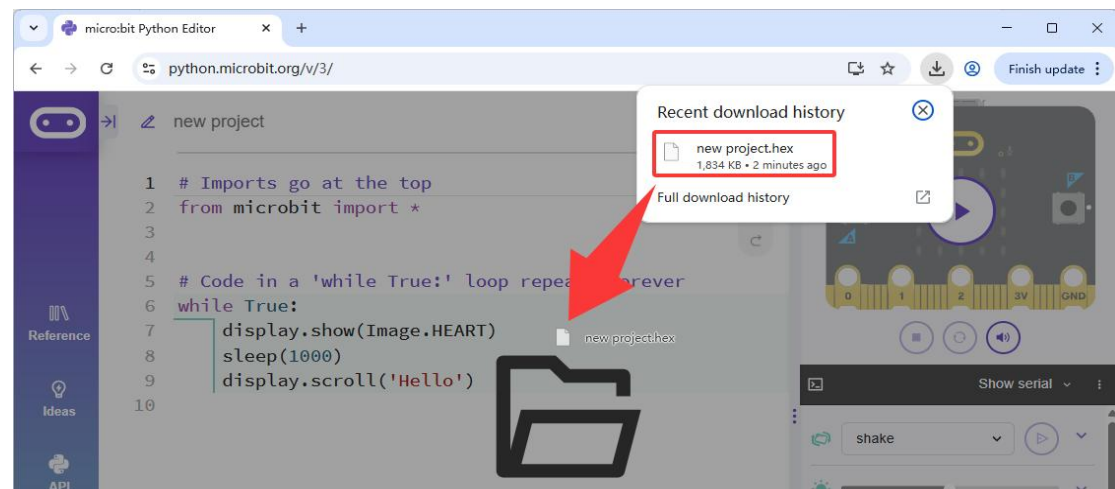 micro:bit Python Editor
python.microbit.org/v/3/
Finish update
new project
Recent download history
new project.hex
1,834 KB • 2 minutes ago
Full download history
1 # Imports go at the top
2 from microbit import *
3
4
5 # Code in a 'while True:' loop repeats forever
6 while True:
7 display.show(Image.HEART)
8 sleep(1000)
9 display.scroll('Hello')
10
new project.hex
Reference
Ideas
API
A
B
0 1 2 3V GND
Show serial
shake